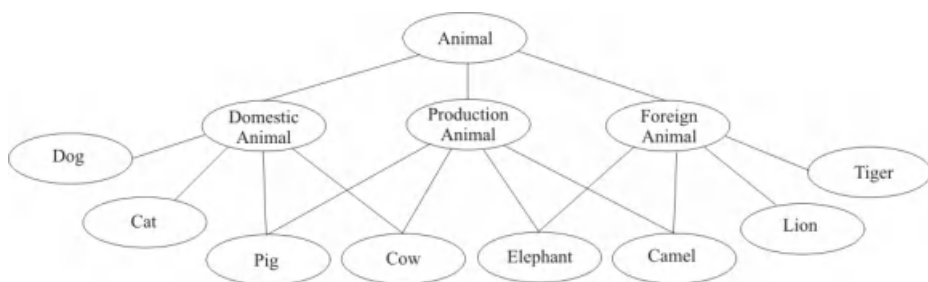 Animal
Domestic
Animal
Production
Animal
Foreign
Animal
Dog
Tiger
Cat
Lion
Pig
Cow
Elephant
Camel